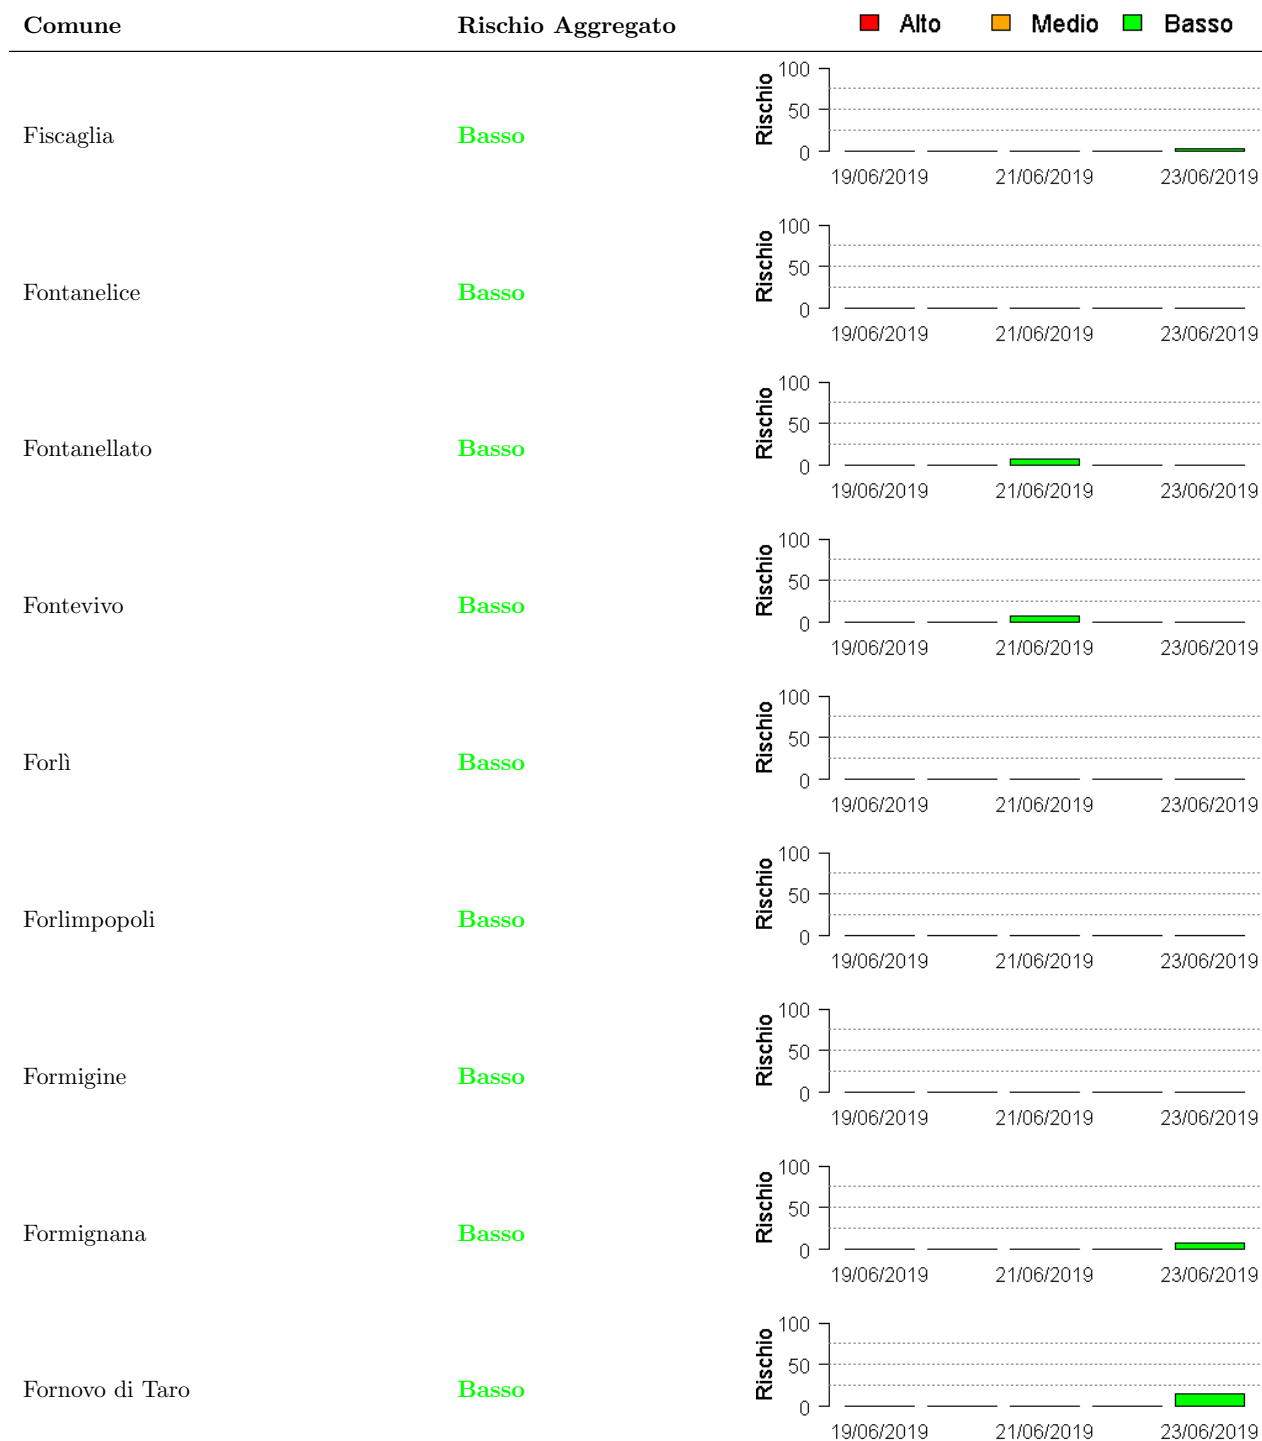 Comune Rischio Aggregato Alto Medio Basso
100
50
0
Rischio
Fiscaglia Basso
19/06/2019 21/06/2019 23/06/2019
100
50
0
Rischio
Fontanelice Basso
19/06/2019 21/06/2019 23/06/2019
100
50
0
Rischio
Fontanellato Basso
19/06/2019 21/06/2019 23/06/2019
100
50
0
Rischio
Fontevivo Basso
19/06/2019 21/06/2019 23/06/2019
100
50
0
Rischio
Forlì Basso
19/06/2019 21/06/2019 23/06/2019
100
50
0
Rischio
Forlimpopoli Basso
19/06/2019 21/06/2019 23/06/2019
100
50
0
Rischio
Formigine Basso
19/06/2019 21/06/2019 23/06/2019
100
50
0
Rischio
Formignana Basso
19/06/2019 21/06/2019 23/06/2019
100
50
0
Rischio
Fornovo di Taro Basso
19/06/2019 21/06/2019 23/06/2019